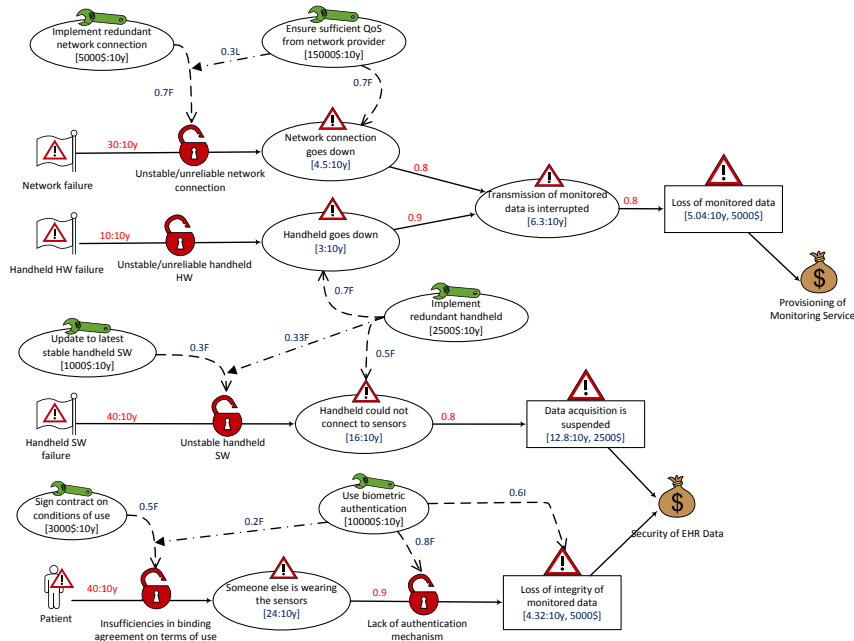 Implement redundant
network connection
[5000$:10y]
Ensure sufficient QoS
from network provider
[15000$:10y]
0.3L
0.7F
0.7F
30:10y
Network failure
Unstable/unreliable network
connection
Network connection
goes down
[4.5:10y]
0.8
Transmission of monitored
data is interrupted
[6.3:10y]
0.8
Loss of monitored data
[5.04:10y, 5000$]
10:10y
Handheld HW failure
Unstable/unreliable handheld
HW
Handheld goes down
[3:10y]
0.9
Provisioning of
Monitoring Service
0.7F
Implement
redundant handheld
[2500$:10y]
Update to latest
stable handheld SW
[1000$:10y]
0.3F
0.33F
0.5F
40:10y
Handheld SW
failure
Unstable handheld
SW
Handheld could not
connect to sensors
[16:10y]
0.8
Data acquisition is
suspended
[12.8:10y, 2500$]
Sign contract on
conditions of use
[3000$:10y]
0.5F
0.2F
Use biometric
authentication
[10000$:10y]
0.6I
0.8F
Security of EHR Data
40:10y
Patient
Insufficiencies in binding
agreement on terms of use
Someone else is wearing
the sensors
[24:10y]
0.9
Lack of authentication
mechanism
Loss of integrity of
monitored data
[4.32:10y, 5000$]